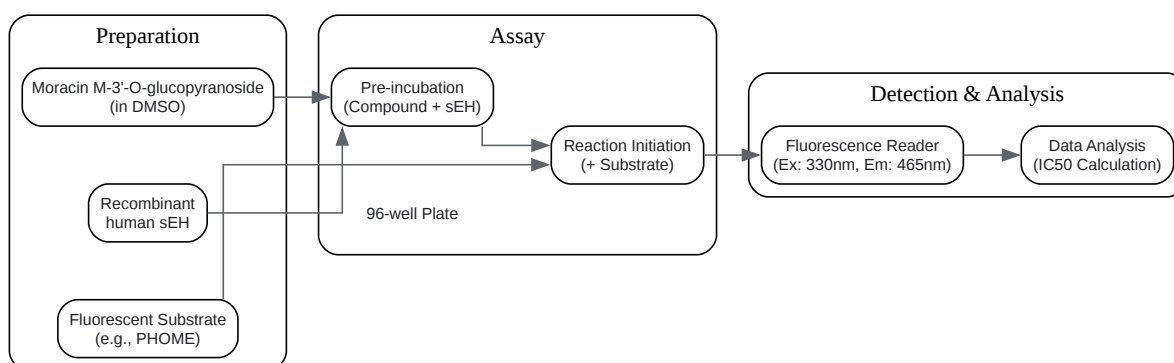 Preparation
Moracin M-3'-O-glucopyranoside
(in DMSO)
Recombinant
human sEH
Fluorescent Substrate
(e.g., PHOME)
Assay
Pre-incubation
(Compound + sEH)
Reaction Initiation
(+ Substrate)
96-well Plate
Detection & Analysis
Fluorescence Reader
(Ex: 330nm, Em: 465nm)
Data Analysis
(IC50 Calculation)